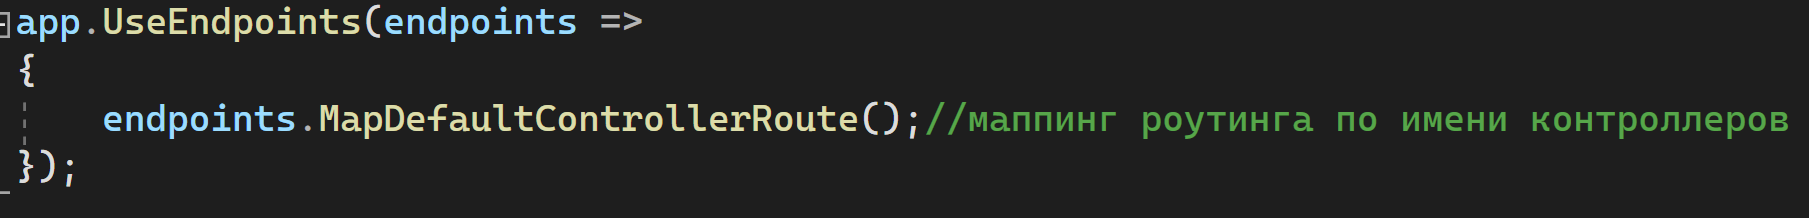 app.UseEndpoints(endpoints =>
{
    endpoints.MapDefaultControllerRoute();//маппинг роутинга по имени контроллеров
});